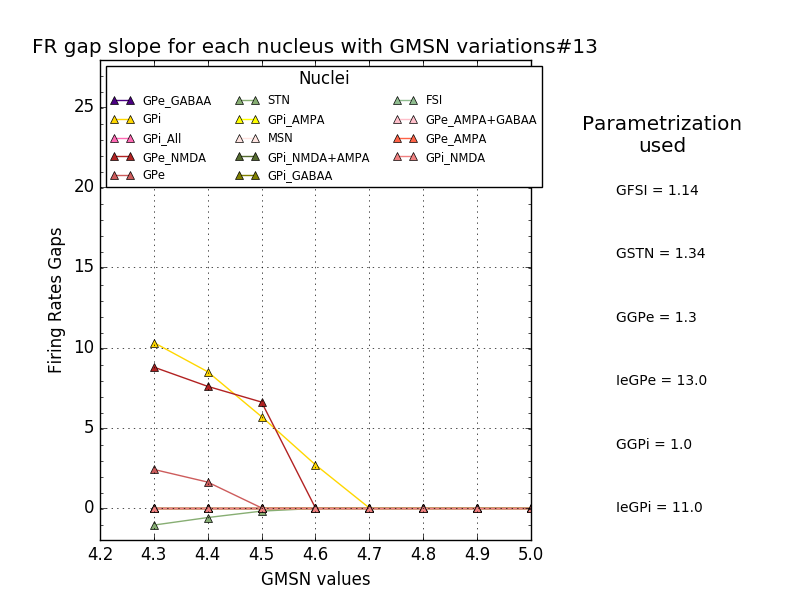 FR gap slope for each nucleus with GMSN variations#13
Nuclei
GPe_GABAA STN FSI
GPi GPi_AMPA GPe_AMPA+GABAA
GPi_All MSN GPe_AMPA
GPe_NMDA GPi_NMDA+AMPA GPi_NMDA
GPe GPi_GABAA
25
20
15
10
5
0
Firing Rates Gaps
4.2 4.3 4.4 4.5 4.6 4.7 4.8 4.9 5.0
GMSN values
Parametrization
used
GFSI = 1.14
GSTN = 1.34
GGPe = 1.3
IeGPe = 13.0
GGPi = 1.0
IeGPi = 11.0